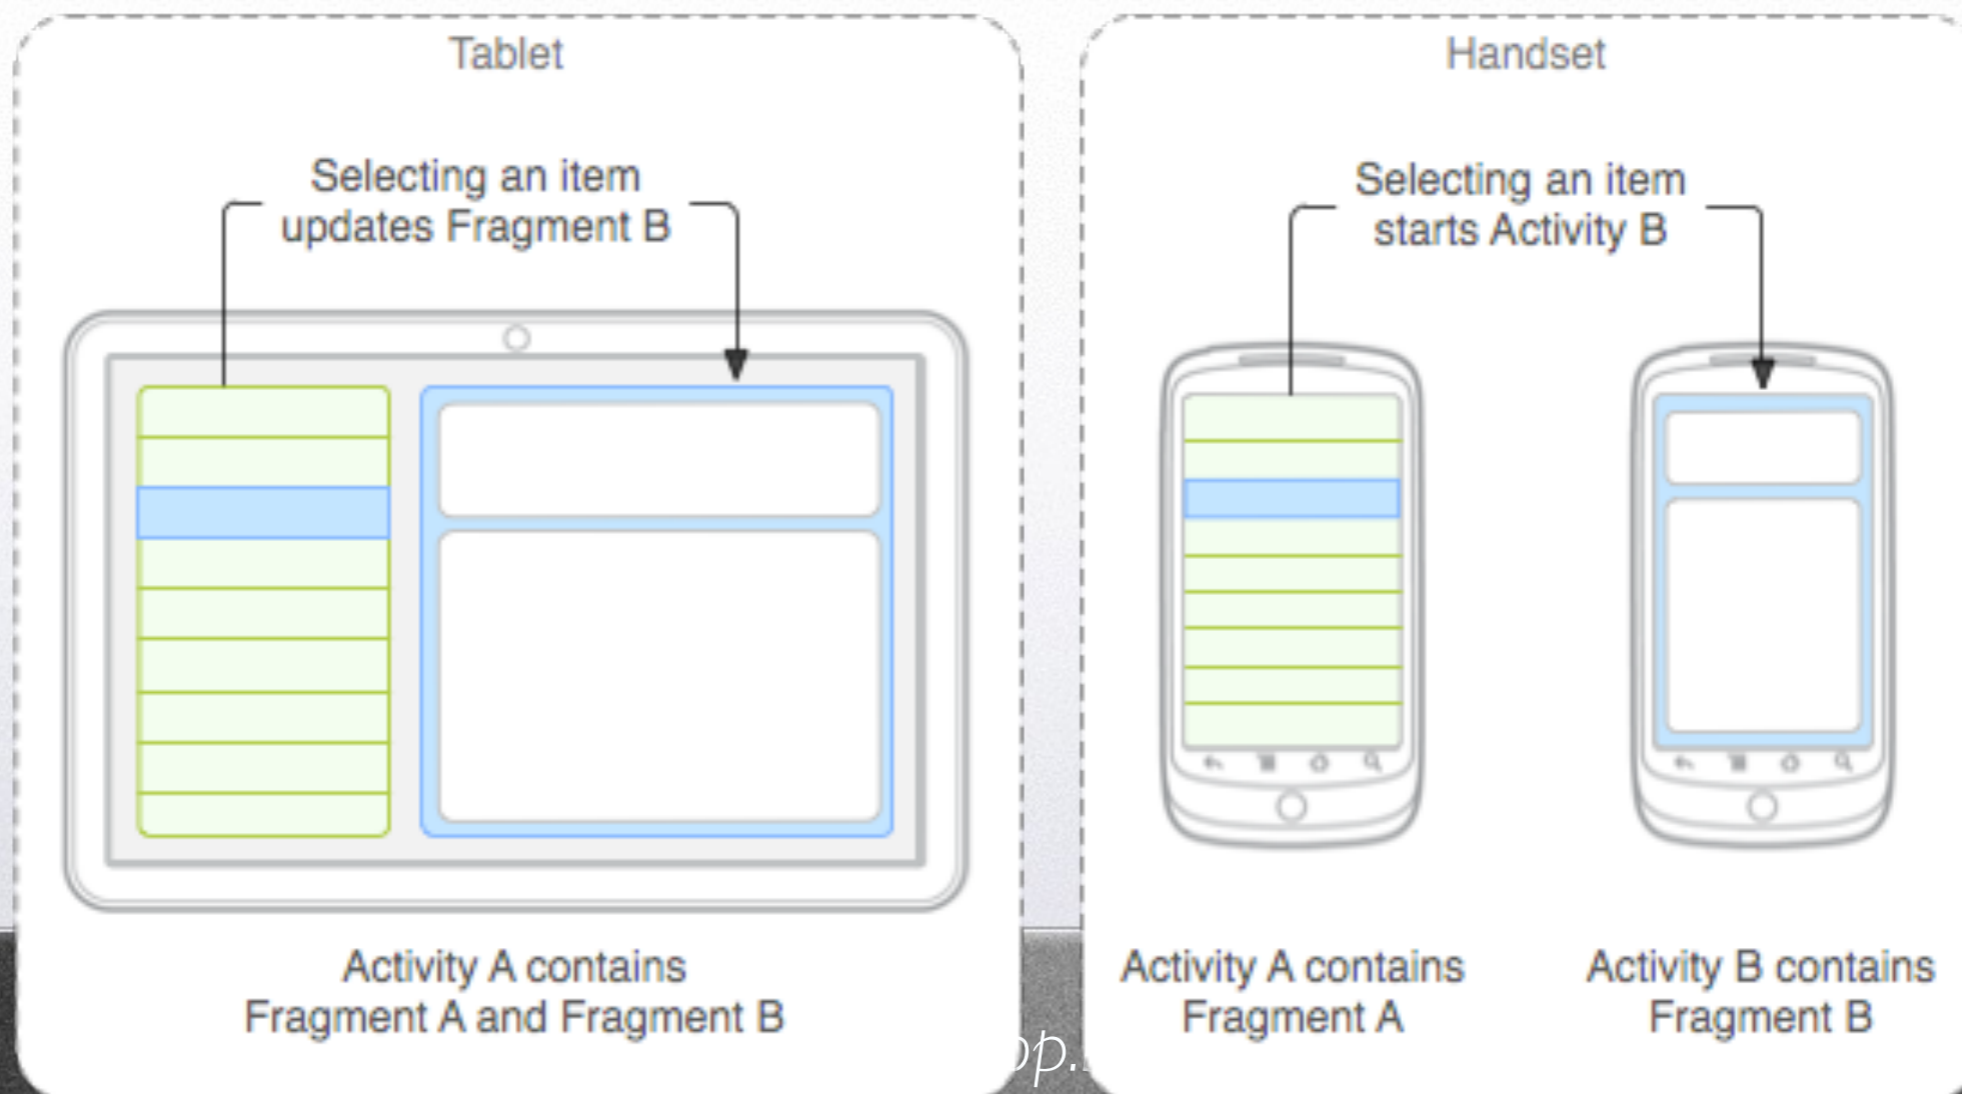 Tablet
Selecting an item
updates Fragment B
Activity A contains
Fragment A and Fragment B
Handset
Selecting an item
starts Activity B
Activity A contains
Fragment A
Activity B contains
Fragment B